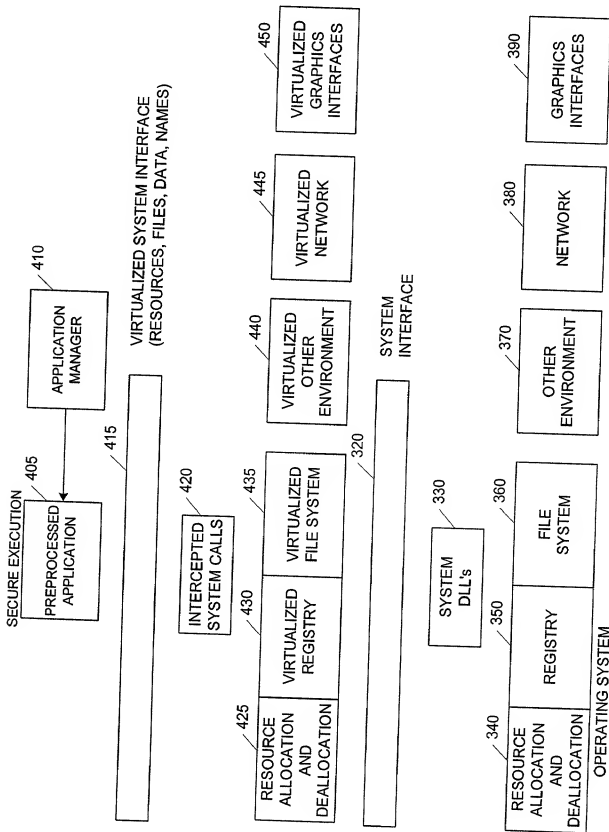 SECURE EXECUTION
405
PREPROCESSED
APPLICATION
410
APPLICATION
MANAGER
415
VIRTUALIZED SYSTEM INTERFACE
(RESOURCES, FILES, DATA, NAMES)
420
INTERCEPTED
SYSTEM CALLS
425
RESOURCE
ALLOCATION
AND
DEALLOCATION
430
VIRTUALIZED
REGISTRY
435
VIRTUALIZED
FILE SYSTEM
440
VIRTUALIZED
OTHER
ENVIRONMENT
445
VIRTUALIZED
NETWORK
450
VIRTUALIZED
GRAPHICS
INTERFACES
320
SYSTEM
INTERFACE
330
SYSTEM
DLL's
340
RESOURCE
ALLOCATION
AND
DEALLOCATION
350
REGISTRY
360
FILE
SYSTEM
370
OTHER
ENVIRONMENT
380
NETWORK
390
GRAPHICS
INTERFACES
OPERATING SYSTEM